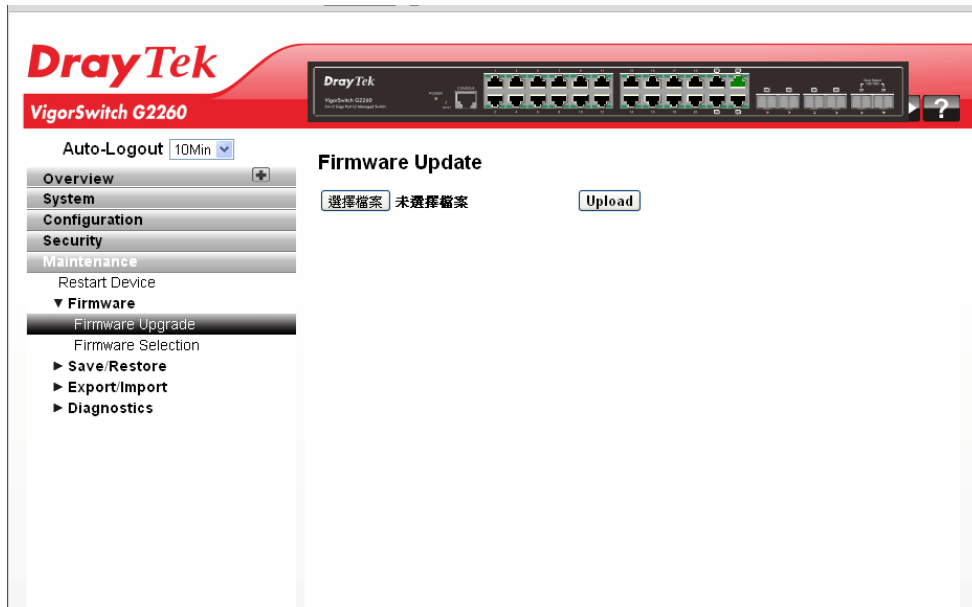 DrayTek
VigorSwitch G2260
DrayTek
VigorSwitch G2260
POWER
CONSOLE
?
Auto-Logout 10Min
Overview
System
Configuration
Security
Maintenance
Restart Device
▼ Firmware
Firmware Upgrade
Firmware Selection
► Save/Restore
► Export/Import
► Diagnostics
Firmware Update
選擇檔案 未選擇檔案 Upload